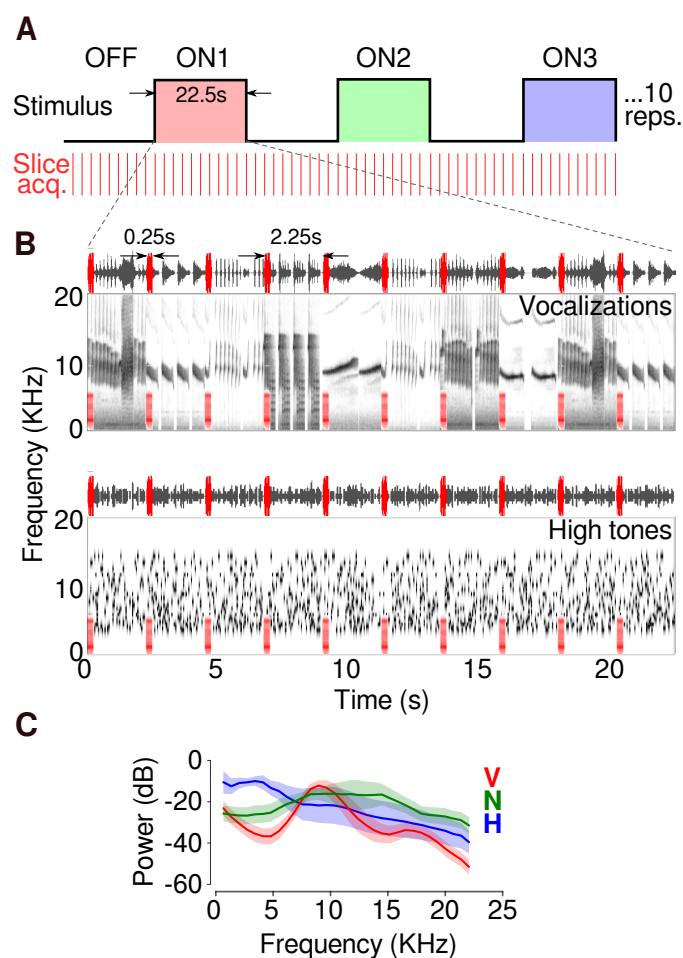 A
OFF ON1 ON2 ON3
Stimulus 22.5s ...10 reps.
Slice acq.
B
0.25s 2.25s
20
Vocalizations
10
0
Frequency (KHz)
20
High tones
10
0
0 5 10 15 20
Time (s)
C
0
-20
-40
-60
Power (dB)
V
N
H
0 5 10 15 20 25
Frequency (KHz)